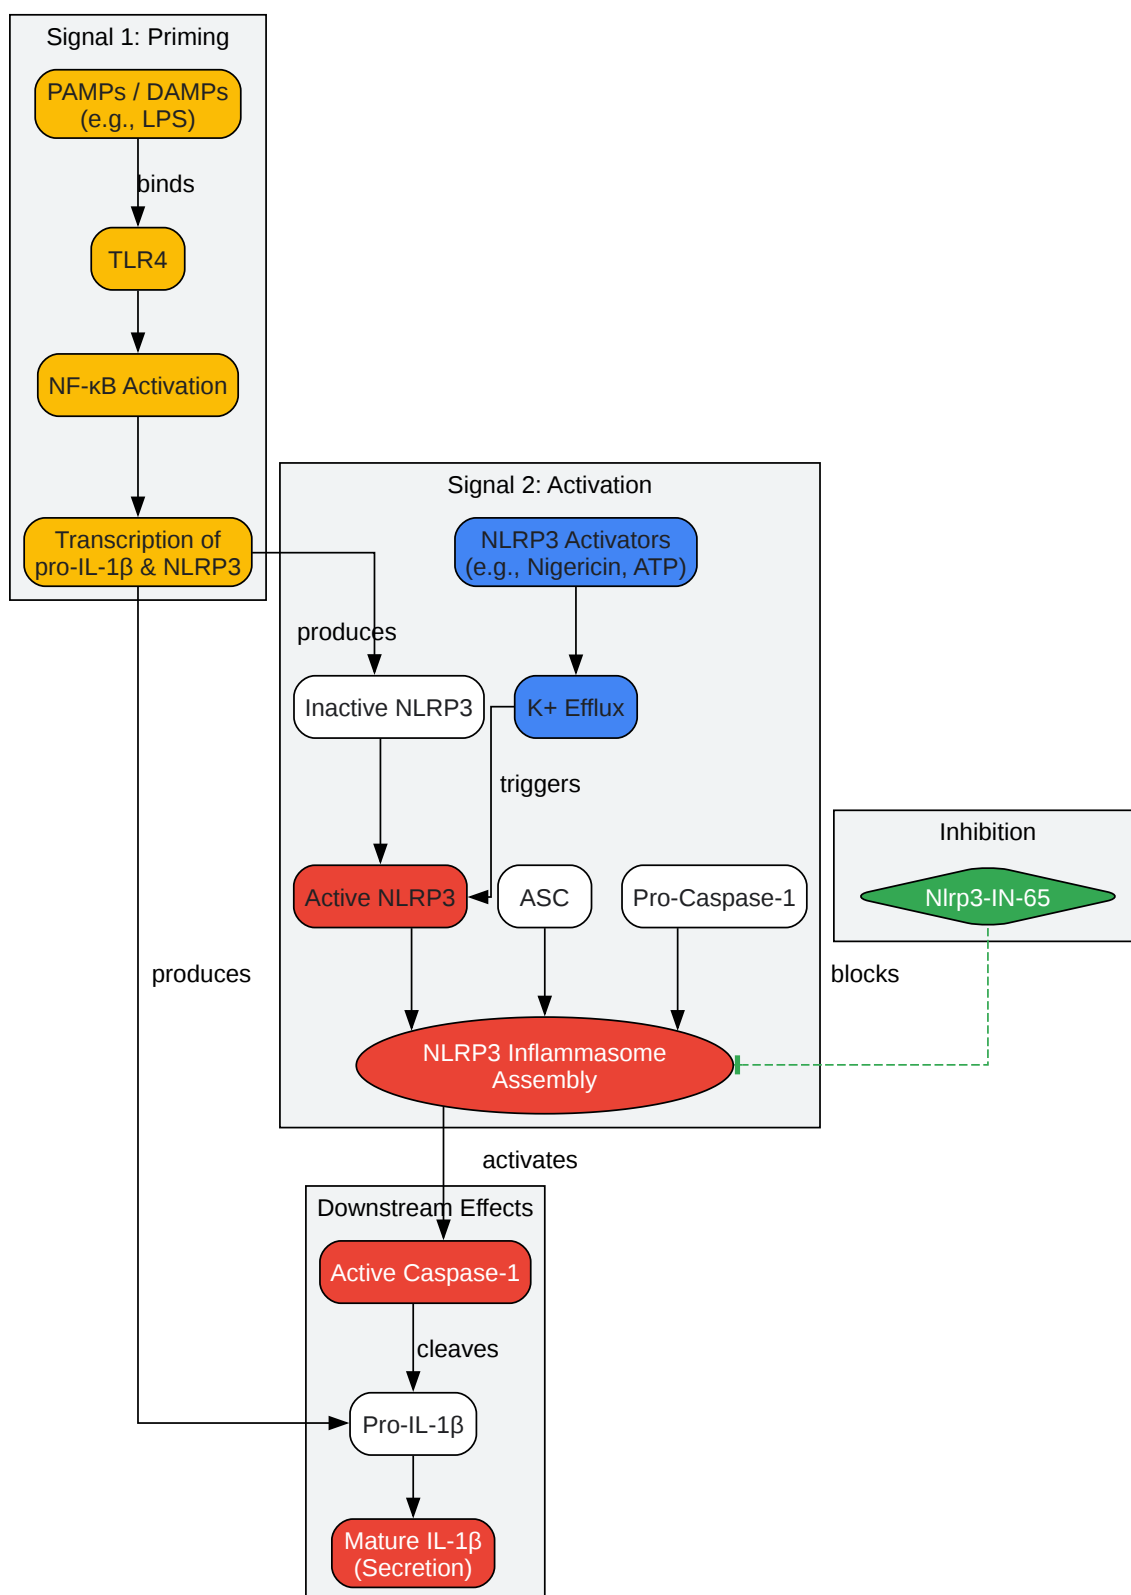 Signal 1: Priming
PAMPs / DAMPs
(e.g., LPS)
binds
TLR4
NF-κB Activation
Transcription of
pro-IL-1β & NLRP3
Signal 2: Activation
NLRP3 Activators
(e.g., Nigericin, ATP)
produces
Inactive NLRP3
K+ Efflux
triggers
Active NLRP3
ASC
Pro-Caspase-1
Inhibition
Nlrp3-IN-65
produces
blocks
NLRP3 Inflammasome
Assembly
activates
Downstream Effects
Active Caspase-1
cleaves
Pro-IL-1β
Mature IL-1β
(Secretion)